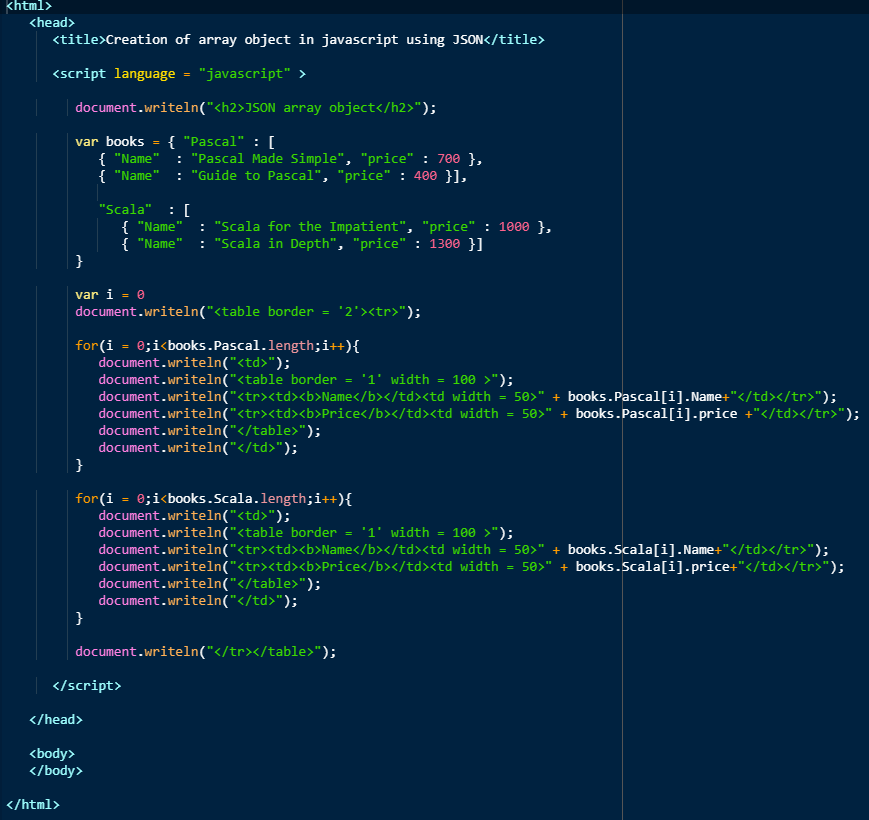 <html>
<head>
<title>Creation of array object in javascript using JSON</title>
<script language = "javascript" >
document.writeln("<h2>JSON array object</h2>");
var books = { "Pascal" : [
{ "Name"  : "Pascal Made Simple", "price" : 700 },
{ "Name"  : "Guide to Pascal", "price" : 400 }],
"Scala"  : [
{ "Name"  : "Scala for the Impatient", "price" : 1000 },
{ "Name"  : "Scala in Depth", "price" : 1300 }]
}
var i = 0
document.writeln("<table border = '2'><tr>");
for(i = 0;i<books.Pascal.length;i++){
document.writeln("<td>");
document.writeln("<table border = '1' width = 100 >");
document.writeln("<tr><td><b>Name</b></td><td width = 50>" + books.Pascal[i].Name+"</td></tr>");
document.writeln("<tr><td><b>Price</b></td><td width = 50>" + books.Pascal[i].price +"</td></tr>");
document.writeln("</table>");
document.writeln("</td>");
}
for(i = 0;i<books.Scala.length;i++){
document.writeln("<td>");
document.writeln("<table border = '1' width = 100 >");
document.writeln("<tr><td><b>Name</b></td><td width = 50>" + books.Scala[i].Name+"</td></tr>");
document.writeln("<tr><td><b>Price</b></td><td width = 50>" + books.Scala[i].price+"</td></tr>");
document.writeln("</table>");
document.writeln("</td>");
}
document.writeln("</tr></table>");
</script>
</head>
<body>
</body>
</html>